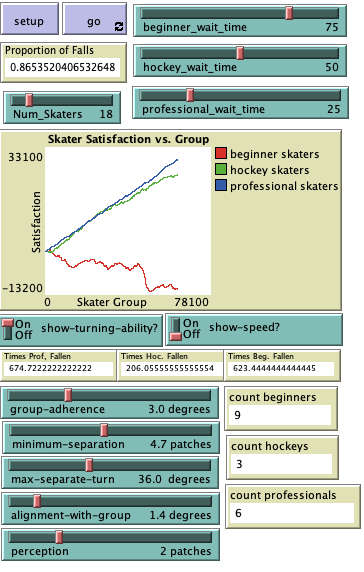 setup
go
beginner_wait_time 75
Proportion of Falls
0.8653520406532648
hockey_wait_time 50
Num_Skaters 18
professional_wait_time 25
Skater Satisfaction vs. Group
33100
Satisfaction
-13200
0
Skater Group
78100
beginner skaters
hockey skaters
professional skaters
On
Off
show-turning-ability?
On
Off
show-speed?
Times Prof, Fallen
674.7222222222222
Times Hoc. Fallen
206.05555555555554
Times Beg. Fallen
623.4444444444445
group-adherence 3.0 degrees
count beginners
9
minimum-separation 4.7 patches
count hockeys
3
max-separate-turn 36.0 degrees
count professionals
6
alignment-with-group 1.4 degrees
perception 2 patches